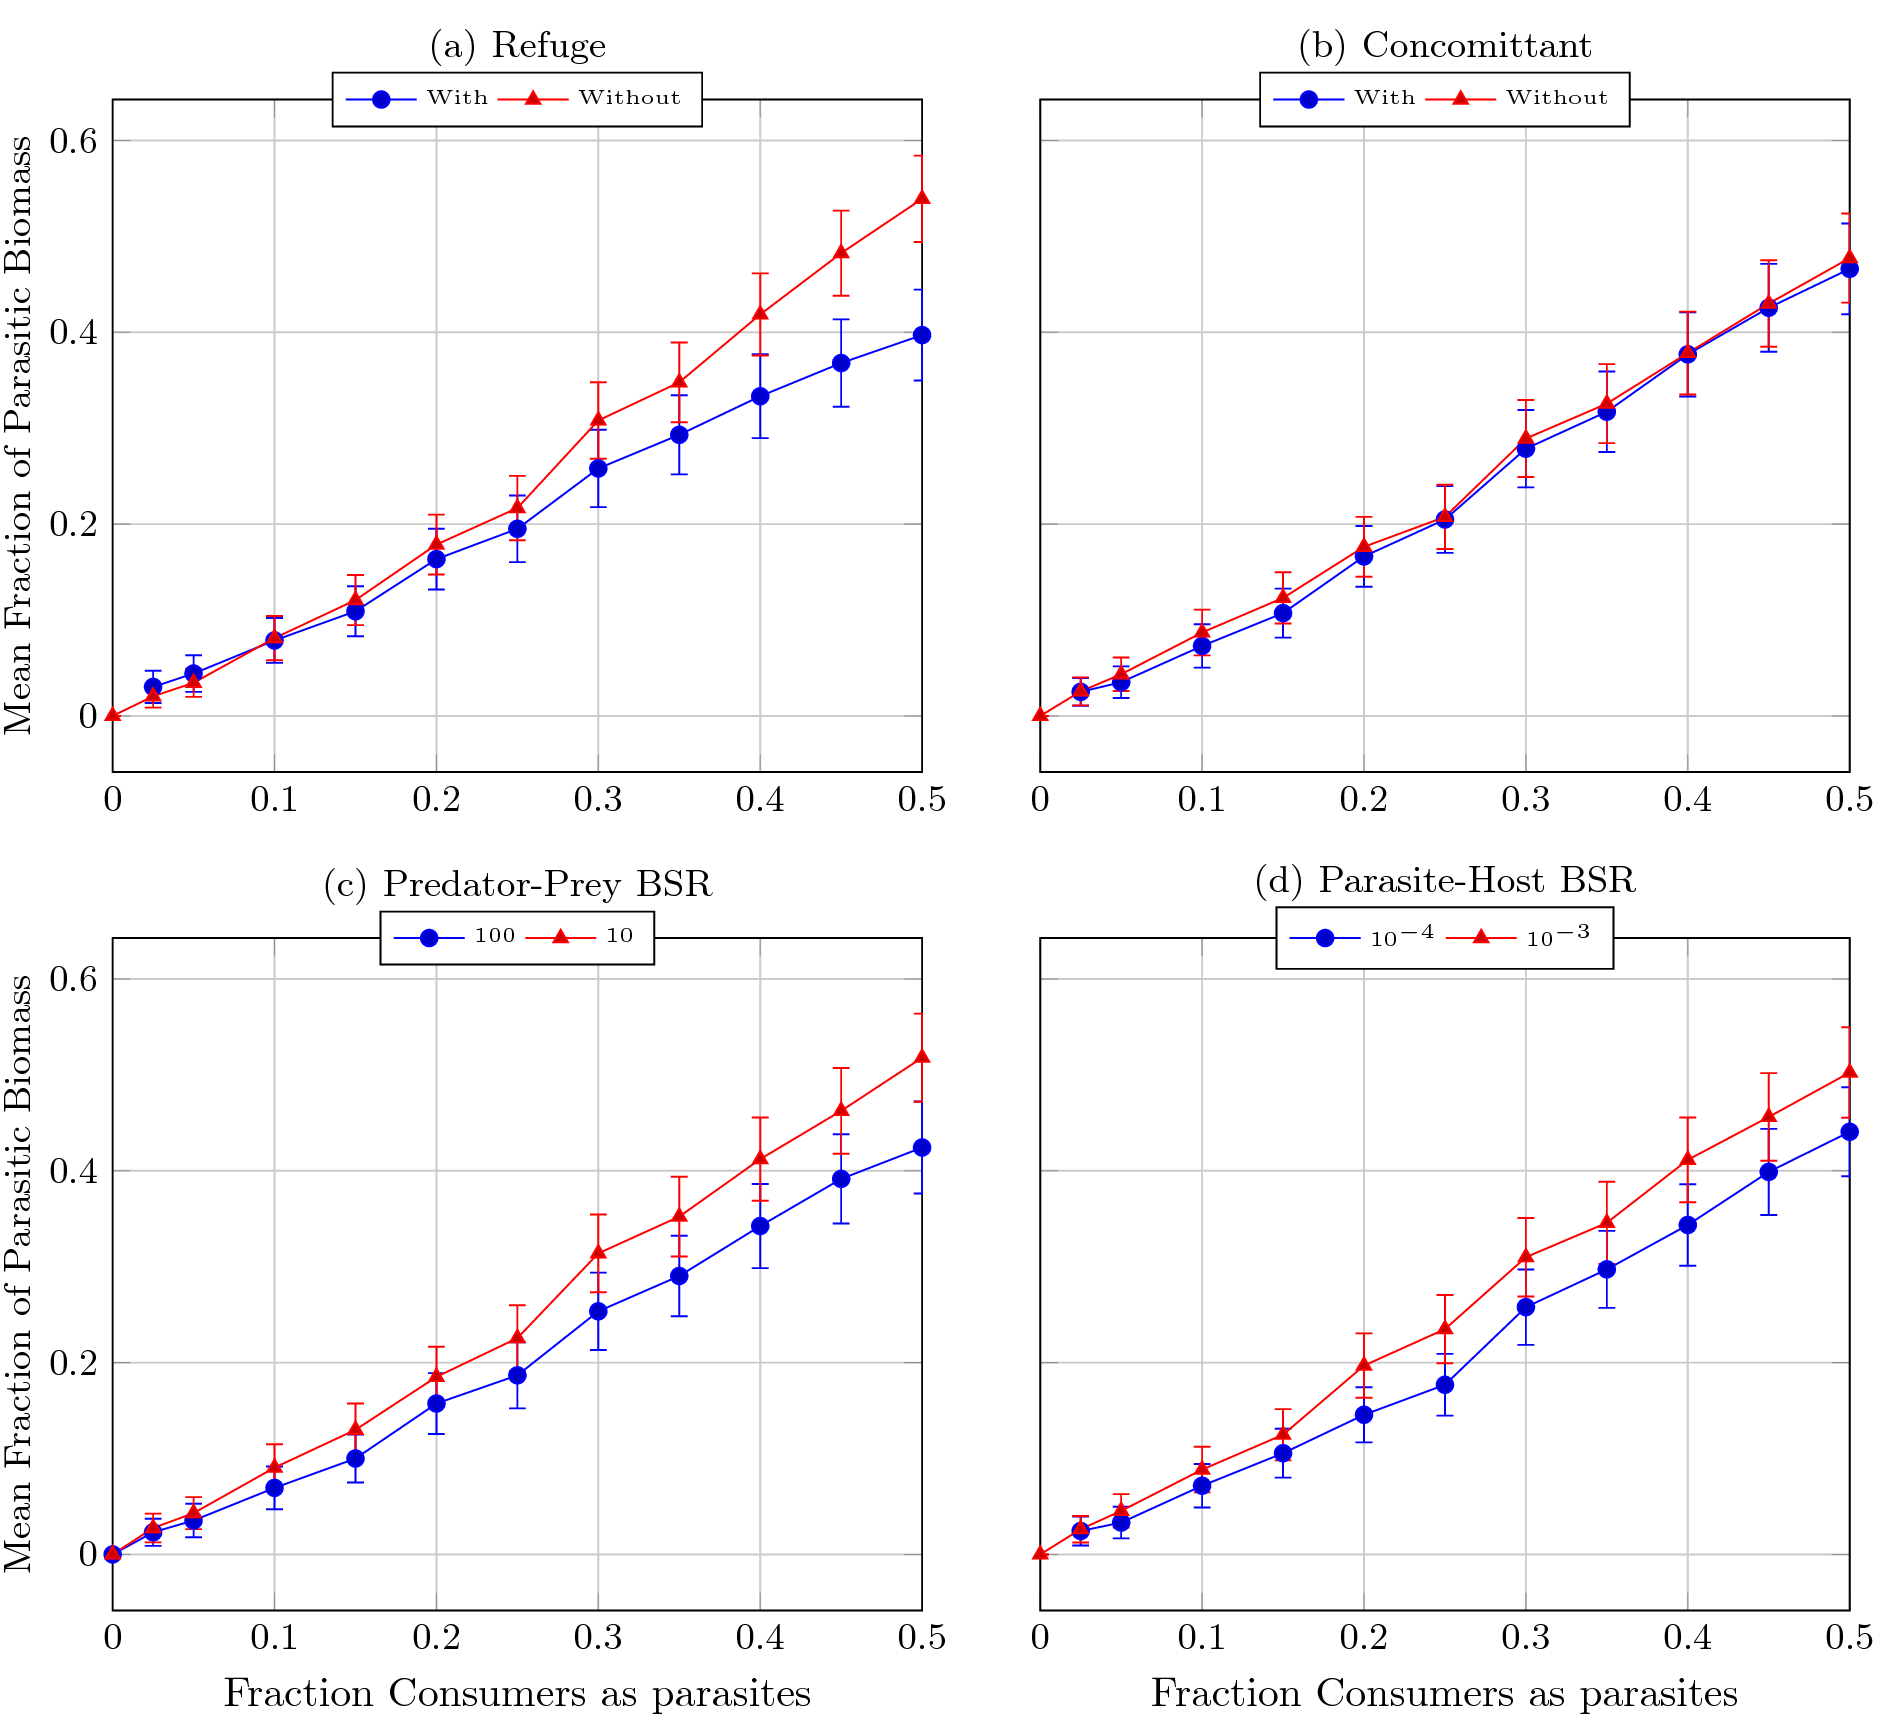 (a) Refuge
With Without
(b) Concomittant
With Without
Mean Fraction of Parasitic Biomass
0.6
0.4
0.2
0
0 0.1 0.2 0.3 0.4 0.5
0 0.1 0.2 0.3 0.4 0.5
(c) Predator-Prey BSR
100 10
(d) Parasite-Host BSR
10⁻⁴ 10⁻³
Mean Fraction of Parasitic Biomass
0.6
0.4
0.2
0
0 0.1 0.2 0.3 0.4 0.5
Fraction Consumers as parasites
0 0.1 0.2 0.3 0.4 0.5
Fraction Consumers as parasites